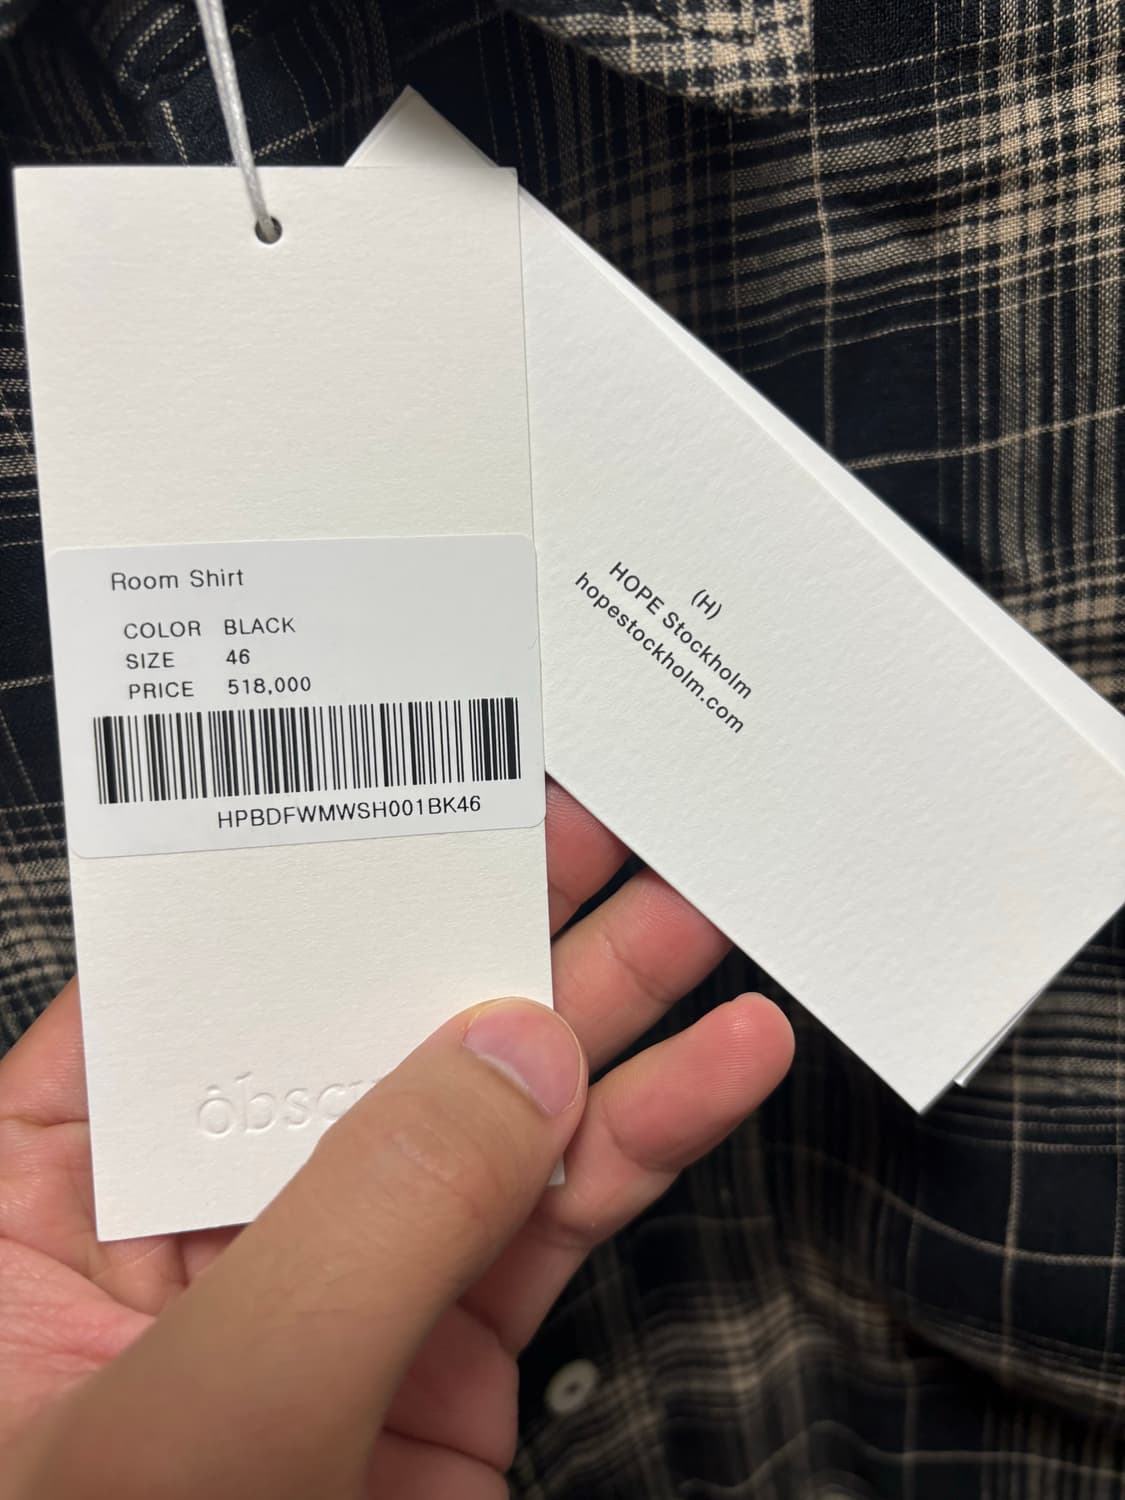 Room Shirt
COLOR BLACK
SIZE 46
PRICE 518,000
HPBDFWMWSH001BK46
(H)
HOPE Stockholm
hopestockholm.com